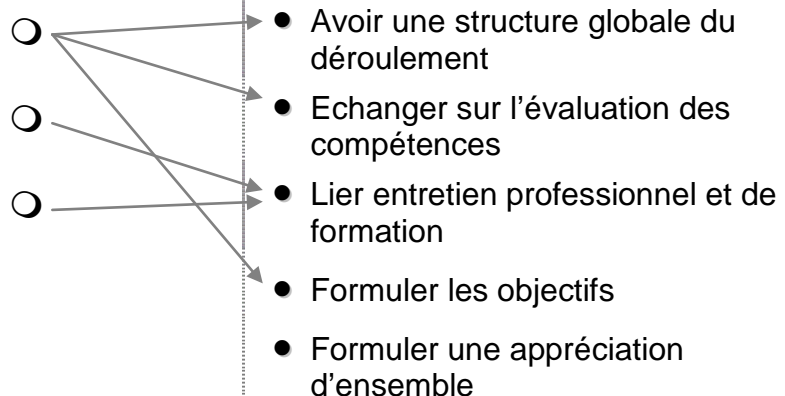 Avoir une structure globale du
déroulement
Echanger sur l'évaluation des
compétences
Lier entretien professionnel et de
formation
Formuler les objectifs
Formuler une appréciation
d'ensemble